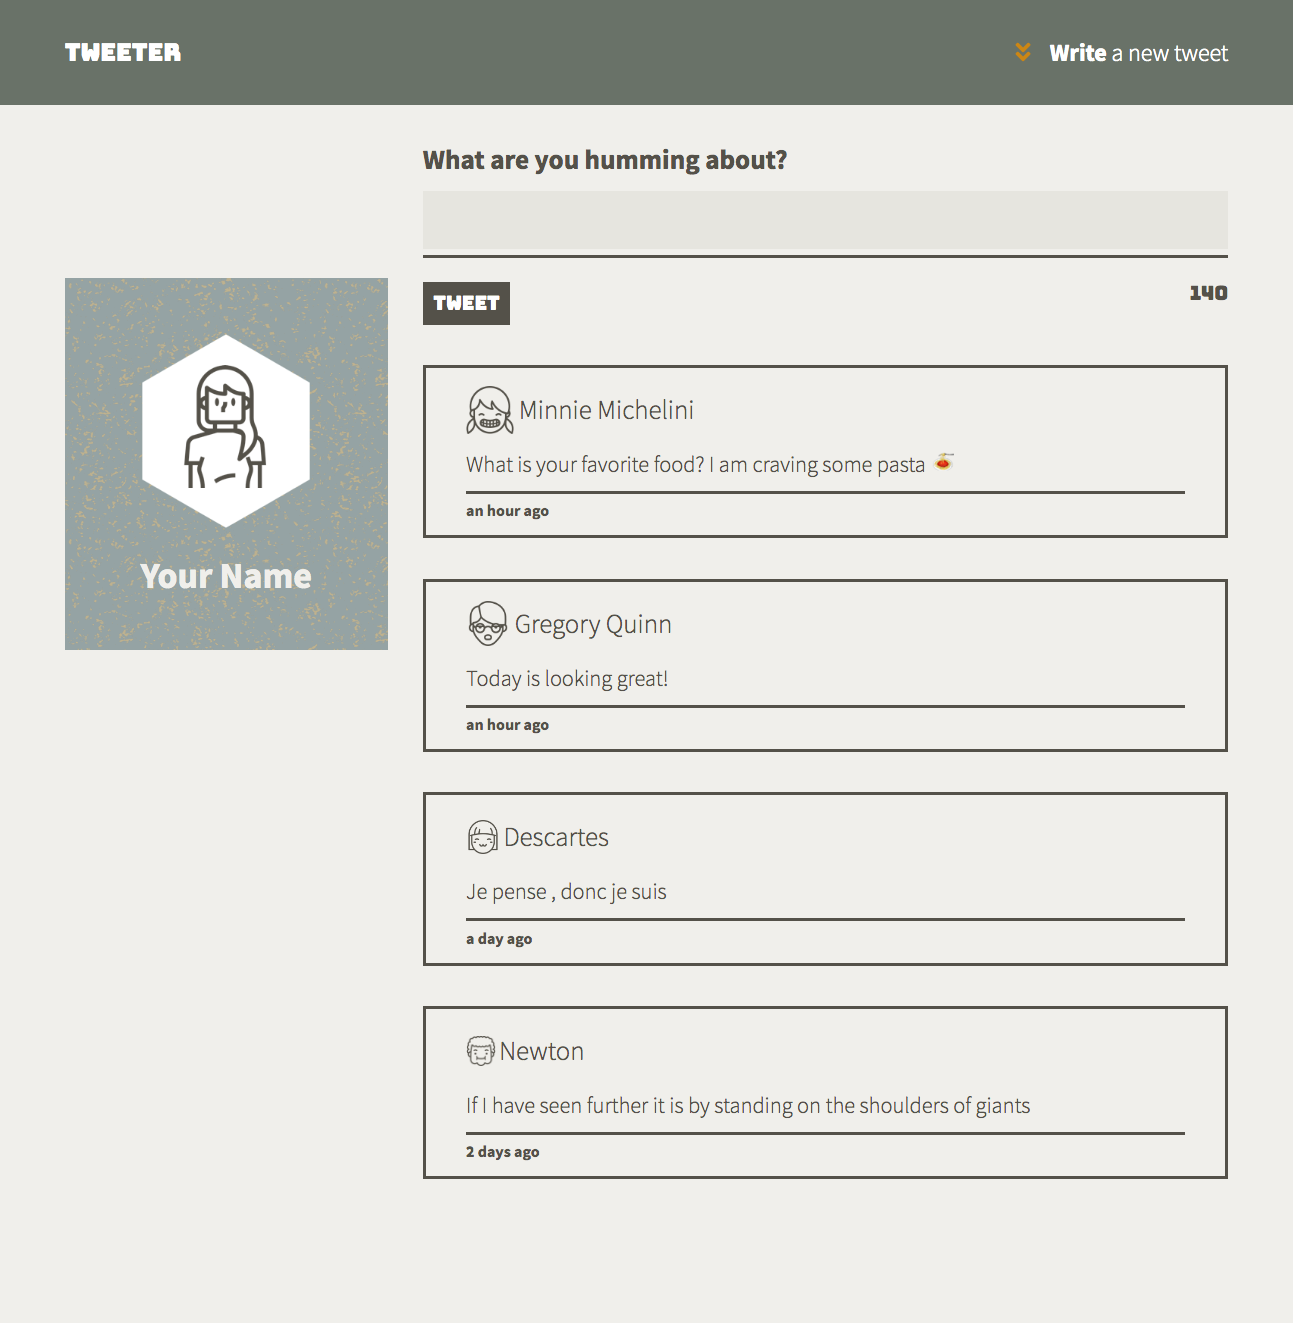 TWEETER
Write a new tweet
What are you humming about?
TWEET
140
Your Name
Minnie Michelini
What is your favorite food? I am craving some pasta 🍝
an hour ago
Gregory Quinn
Today is looking great!
an hour ago
Descartes
Je pense , donc je suis
a day ago
Newton
If I have seen further it is by standing on the shoulders of giants
2 days ago